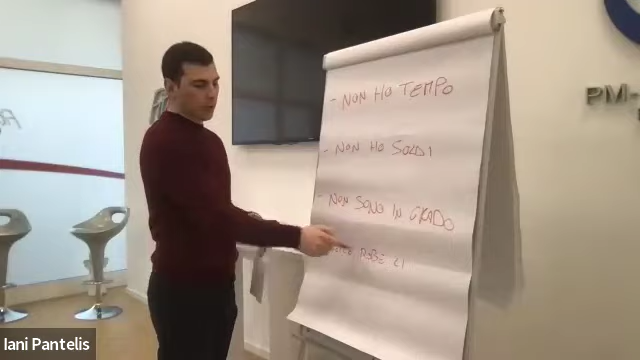 PM-
- NON HO TEMPO
- NON HO SOLDI
- NON SONO IN GRADO
Iani Pantelis